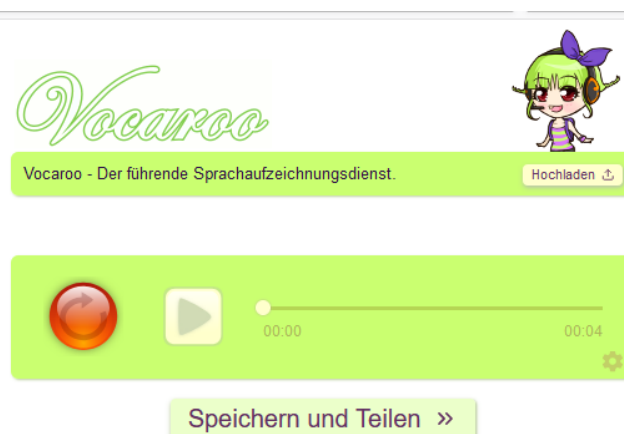 Vocaroo
Vocaroo - Der führende Sprachaufzeichnungsdienst.
Hochladen
00:00
00:04
Speichern und Teilen »